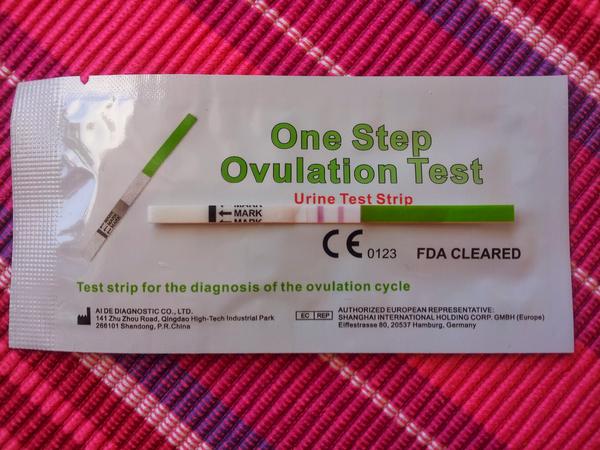 One Step
Ovulation Test
Urine Test Strip
MARK
MARK
MARK
CE 0123 FDA CLEARED
Test strip for the diagnosis of the ovulation cycle
AI DE DIAGNOSTIC CO., LTD.
141 Zhu Zhou Road, Qingdao High-Tech Industrial Park
266101 Shandong, P.R.China
EC REP
AUTHORIZED EUROPEAN REPRESENTATIVE:
SHANGHAI INTERNATIONAL HOLDING CORP. GMBH (Europe)
Eiffestrasse 80, 20537 Hamburg, Germany